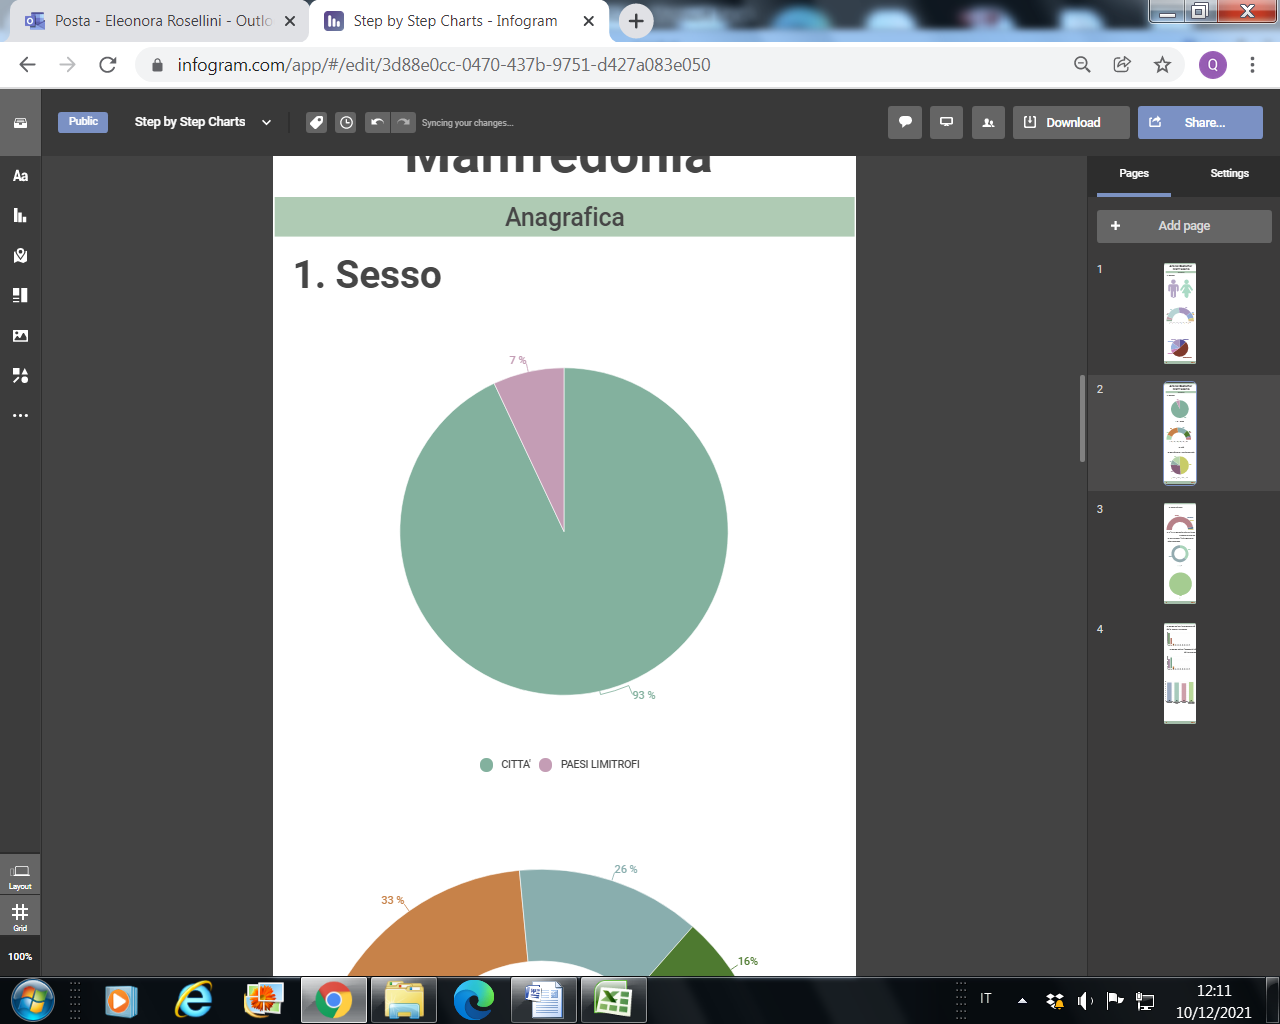 Posta - Eleonora Rosellini - Outlo
Step by Step Charts - Infogram
infogram.com/app/#/edit/3d88e0cc-0470-437b-9751-d427a083e050
Q
Public
Step by Step Charts
Syncing your changes...
Download
Share...
Aa
Manfredonia
Anagrafica
1. Sesso
7 %
93 %
CITTA'
PAESI LIMITROFI
33 %
26 %
16%
Pages
Settings
Add page
1
2
3
4
Layout
Grid
100%
IT
12:11
10/12/2021